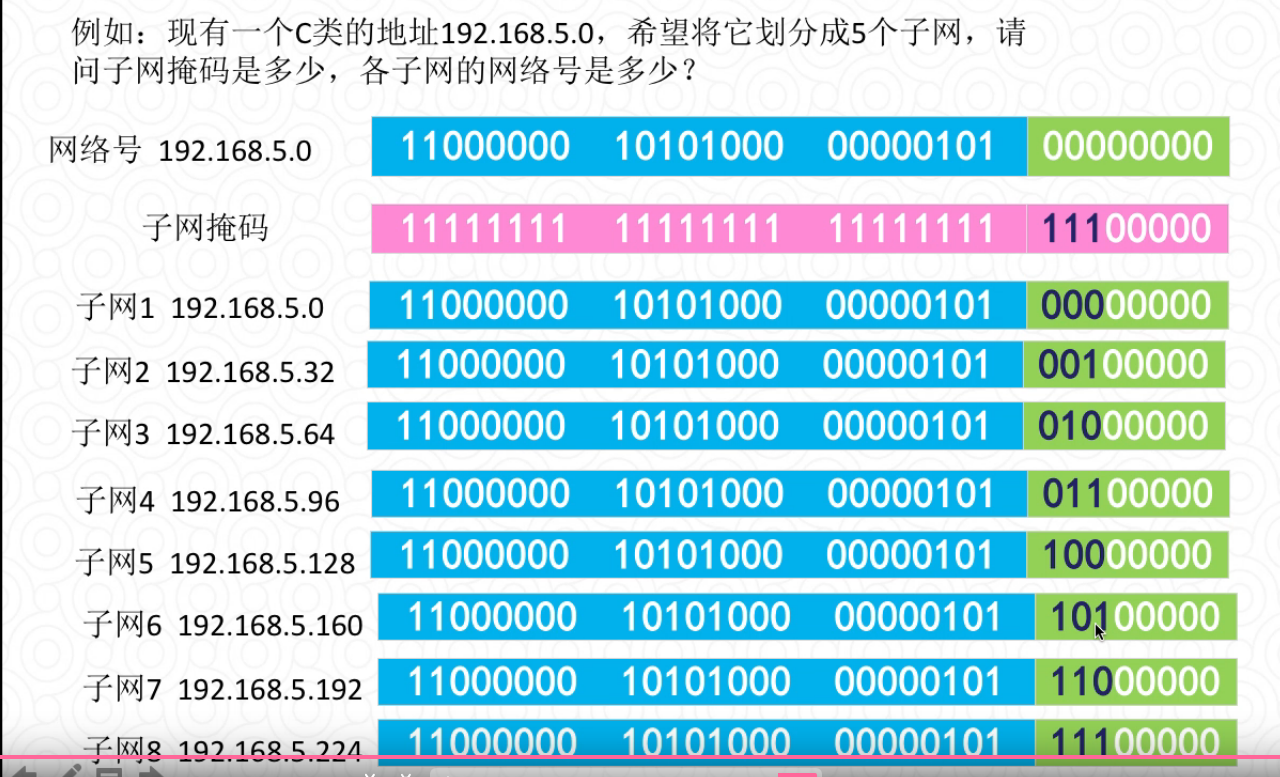 例如：现有一个C类的地址192.168.5.0，希望将它划分成5个子网，请
问子网掩码是多少，各子网的网络号是多少？
网络号 192.168.5.0 11000000 10101000 00000101 00000000
子网掩码 11111111 11111111 11111111 11100000
子网1 192.168.5.0 11000000 10101000 00000101 00000000
子网2 192.168.5.32 11000000 10101000 00000101 00100000
子网3 192.168.5.64 11000000 10101000 00000101 01000000
子网4 192.168.5.96 11000000 10101000 00000101 01100000
子网5 192.168.5.128 11000000 10101000 00000101 10000000
子网6 192.168.5.160 11000000 10101000 00000101 10100000
子网7 192.168.5.192 11000000 10101000 00000101 11000000
子网8 192.168.5.224 11000000 10101000 00000101 11100000